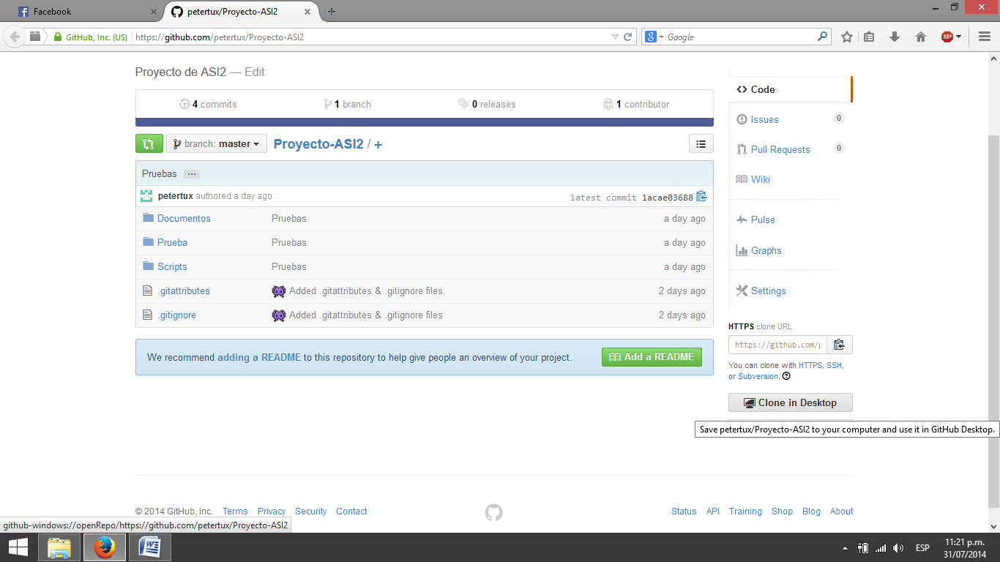 Facebook
petertux/Proyecto-ASI2
GitHub, Inc. (US)
https://github.com/petertux/Proyecto-ASI2
Google
ABP
Proyecto de ASI2 — Edit
4 commits
1 branch
0 releases
1 contributor
branch: master
Proyecto-ASI2 / +
Pruebas ...
petertux authored a day ago
latest commit 1acae03688
Documentos Pruebas a day ago
Prueba Pruebas a day ago
Scripts Pruebas a day ago
.gitattributes Added .gitattributes & .gitignore files 2 days ago
.gitignore Added .gitattributes & .gitignore files 2 days ago
We recommend adding a README to this repository to help give people an overview of your project.
Add a README
Code
Issues 0
Pull Requests 0
Wiki
Pulse
Graphs
Settings
HTTPS clone URL
https://github.com/p
You can clone with HTTPS, SSH,
or Subversion.
Clone in Desktop
Save petertux/Proyecto-ASI2 to your computer and use it in GitHub Desktop.
© 2014 GitHub, Inc. Terms Privacy Security Contact
Status API Training Shop Blog About
github-windows://openRepo/https://github.com/petertux/Proyecto-ASI2
ESP
11:21 p.m.
31/07/2014